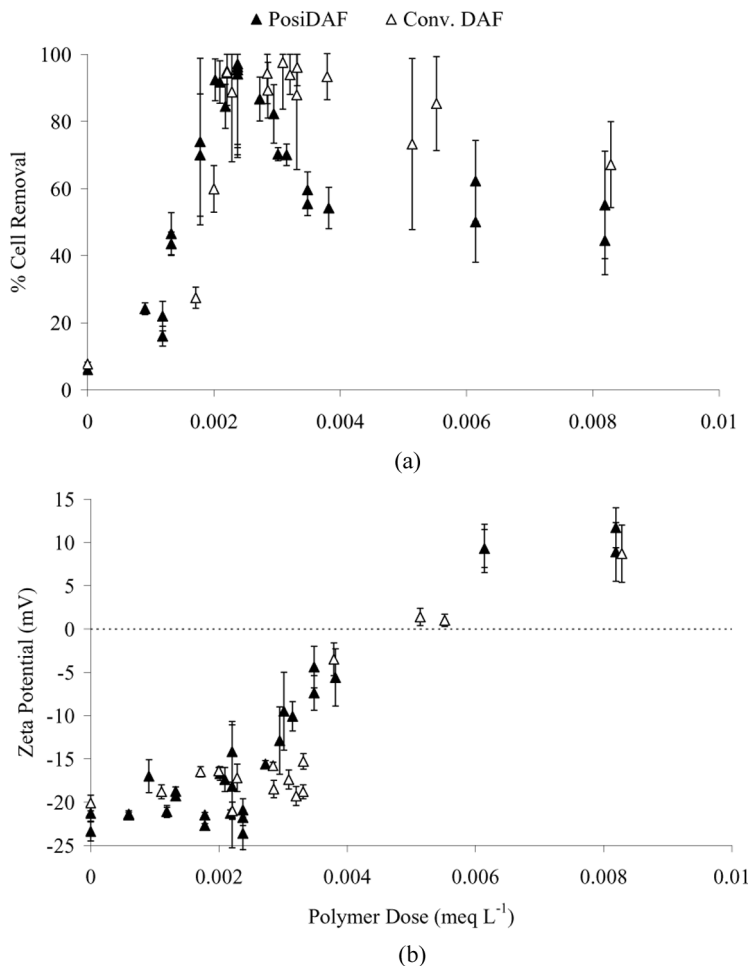 ▲ PosiDAF △ Conv. DAF
100
80
60
40
20
0
% Cell Removal
0 0.002 0.004 0.006 0.008 0.01
(a)
15
10
5
0
-5
-10
-15
-20
-25
Zeta Potential (mV)
0 0.002 0.004 0.006 0.008 0.01
Polymer Dose (meq L⁻¹)
(b)